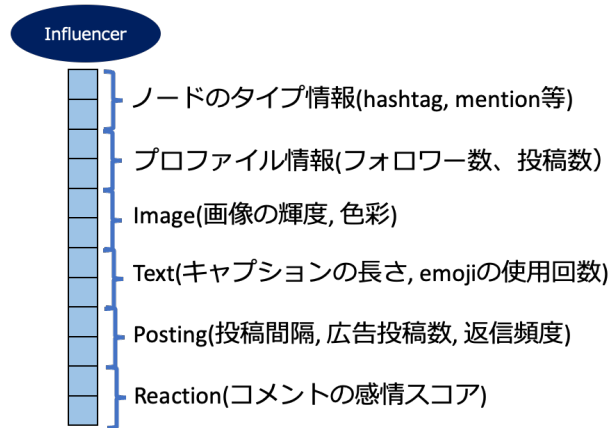 Influencer
ノードのタイプ情報(hashtag, mention等)
プロファイル情報(フォロワー数、投稿数）
Image(画像の輝度, 色彩)
Text(キャプションの長さ, emojiの使用回数)
Posting(投稿間隔, 広告投稿数, 返信頻度)
Reaction(コメントの感情スコア)